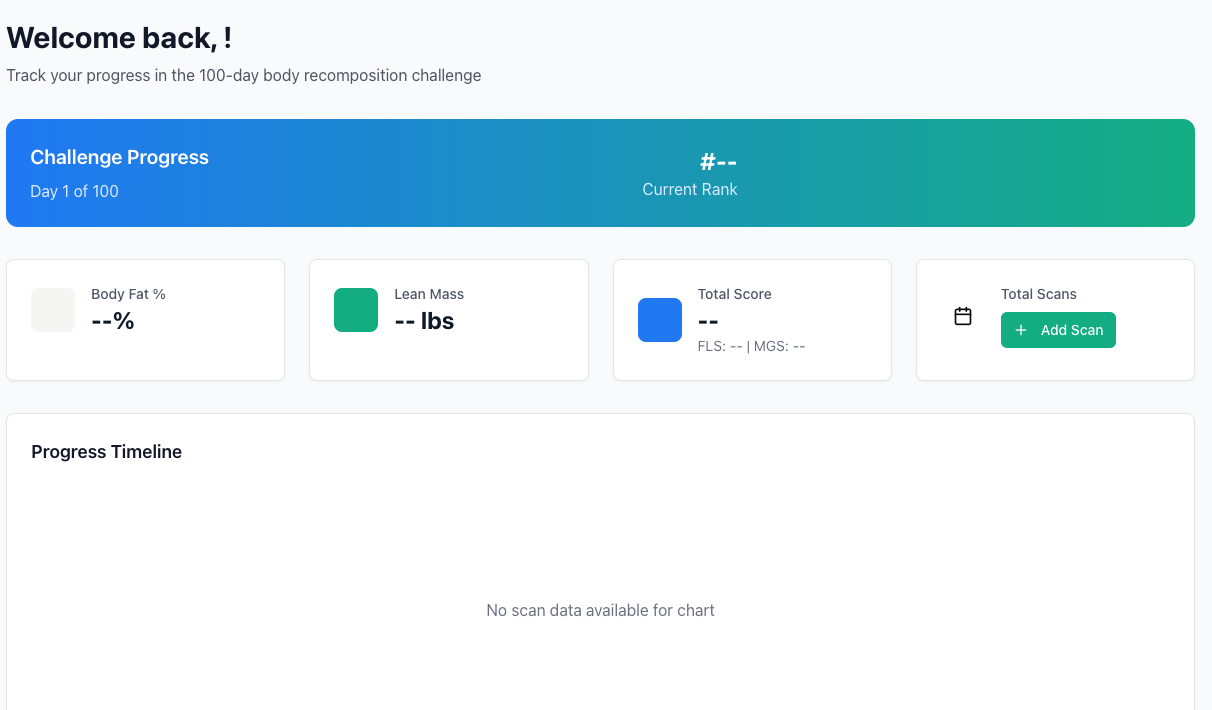 Welcome back, !
Track your progress in the 100-day body recomposition challenge
Challenge Progress
Day 1 of 100
#--
Current Rank
Body Fat %
--%
Lean Mass
-- lbs
Total Score
--
FLS: -- | MGS: --
Total Scans
+ Add Scan
Progress Timeline
No scan data available for chart